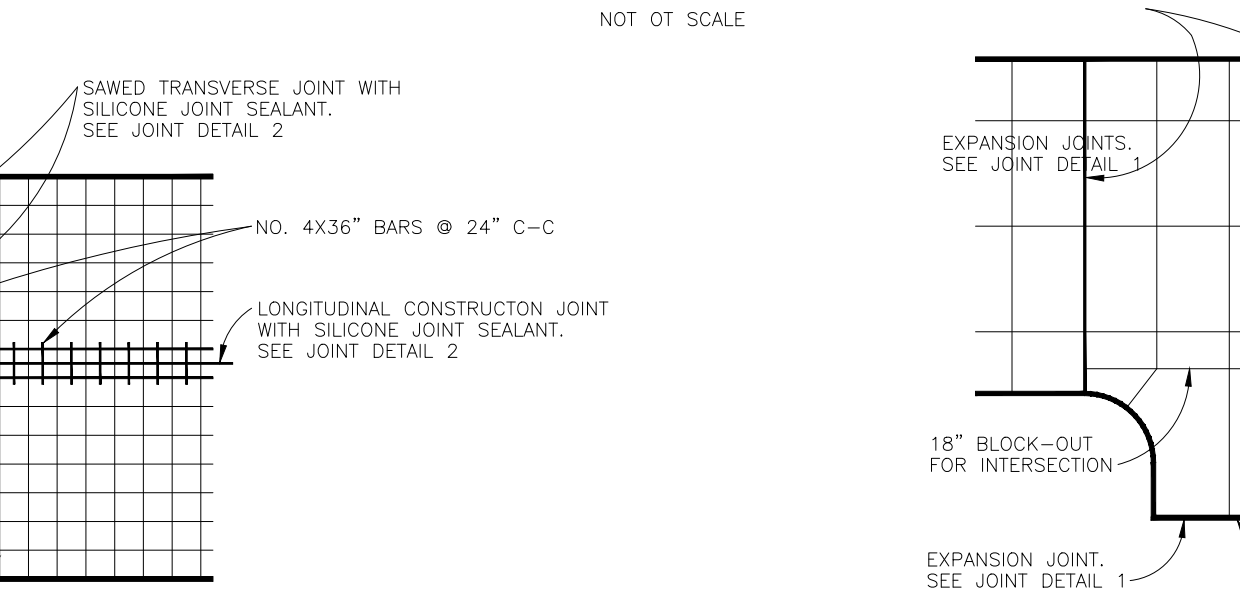 NOT OT SCALE
SAWED TRANSVERSE JOINT WITH
SILICONE JOINT SEALANT.
SEE JOINT DETAIL 2
NO. 4X36” BARS @ 24” C–C
LONGITUDINAL CONSTRUCTON JOINT
WITH SILICONE JOINT SEALANT.
SEE JOINT DETAIL 2
EXPANSION JOINTS.
SEE JOINT DETAIL 1
18” BLOCK–OUT
FOR INTERSECTION
EXPANSION JOINT.
SEE JOINT DETAIL 1